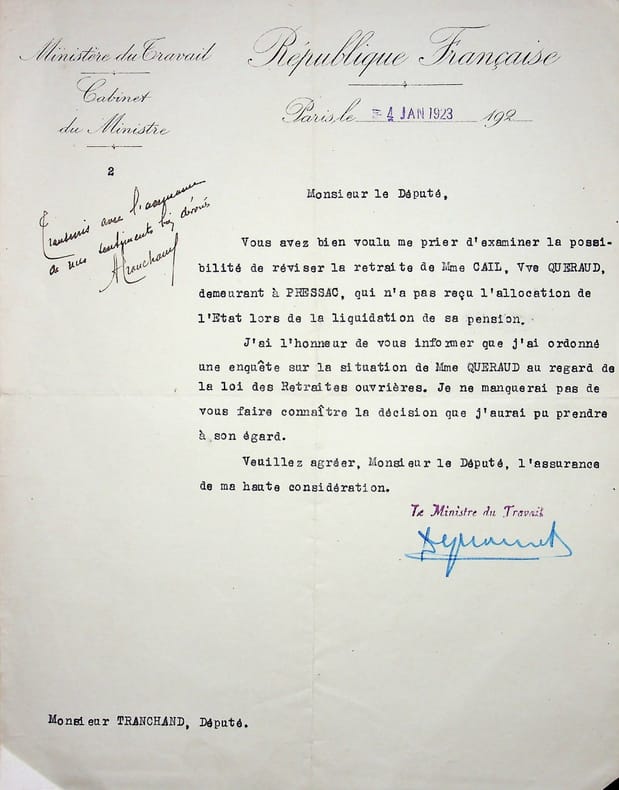 Ministère du Travail
République Française
Cabinet
du Ministre
Paris, le 4 JAN 1923 192
2
Transmis avec l'assurance
de mes sentiments dévoués
ATranchand
Monsieur le Député,
Vous avez bien voulu me prier d'examiner la possi-
bilité de réviser la retraite de Mme CAIL, Vve QUERAUD,
demeurant à PRESSAC, qui n'a pas reçu l'allocation de
l'Etat lors de la liquidation de sa pension.
J'ai l'honneur de vous informer que j'ai ordonné
une enquête sur la situation de Mme QUERAUD au regard de
la loi des Retraites ouvrières. Je ne manquerai pas de
vous faire connaître la décision que j'aurai pu prendre
à son égard.
Veuillez agréer, Monsieur le Député, l'assurance
de ma haute considération.
Le Ministre du Travail
Monsieur TRANCHAND, Député.